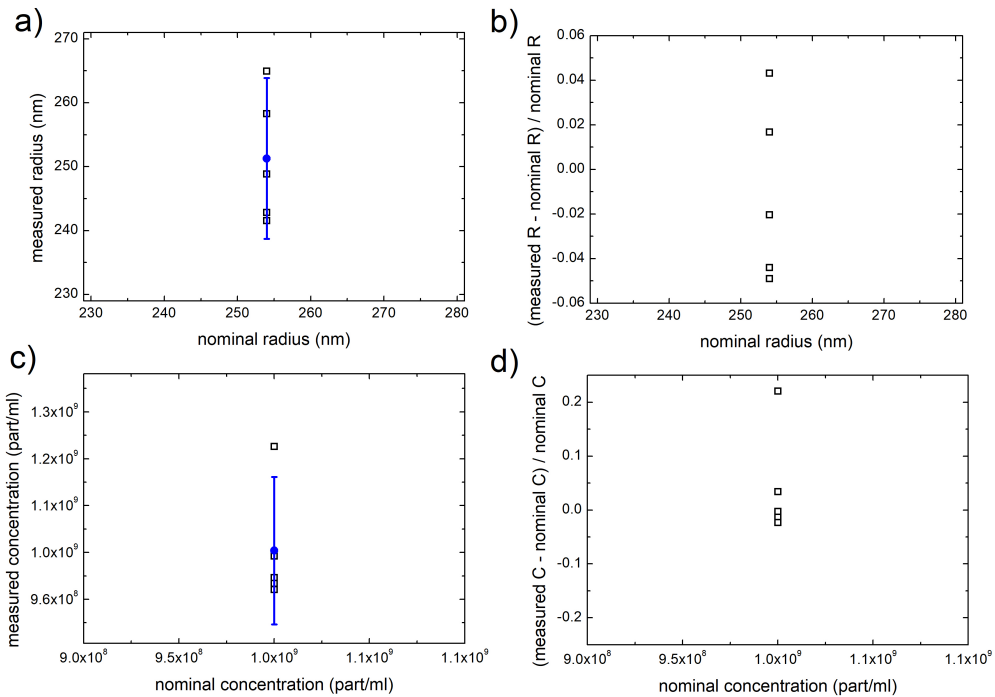 a)
270
260
250
240
230
measured radius (nm)
230 240 250 260 270 280
nominal radius (nm)
b)
0.06
0.04
0.02
0.00
-0.02
-0.04
-0.06
(measured R - nominal R) / nominal R
230 240 250 260 270 280
nominal radius (nm)
c)
1.3x10⁹
1.2x10⁹
1.1x10⁹
1.0x10⁹
9.6x10⁸
measured concentration (part/ml)
9.0x10⁸ 9.5x10⁸ 1.0x10⁹ 1.1x10⁹ 1.1x10⁹
nominal concentration (part/ml)
d)
0.2
0.1
0.0
-0.1
-0.2
(measured C - nominal C) / nominal C
9.0x10⁸ 9.5x10⁸ 1.0x10⁹ 1.1x10⁹ 1.1x10⁹
nominal concentration (part/ml)